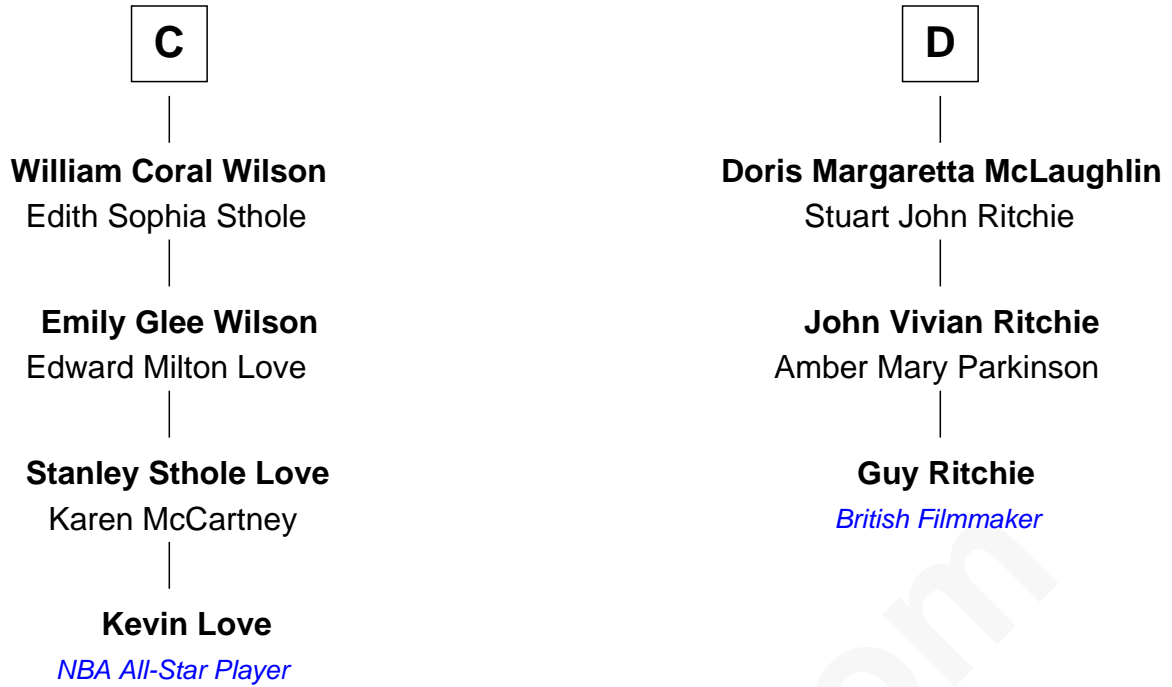 C
William Coral Wilson
Edith Sophia Sthole
Emily Glee Wilson
Edward Milton Love
Stanley Sthole Love
Karen McCartney
Kevin Love
NBA All-Star Player
D
Doris Margaretta McLaughlin
Stuart John Ritchie
John Vivian Ritchie
Amber Mary Parkinson
Guy Ritchie
British Filmmaker
om